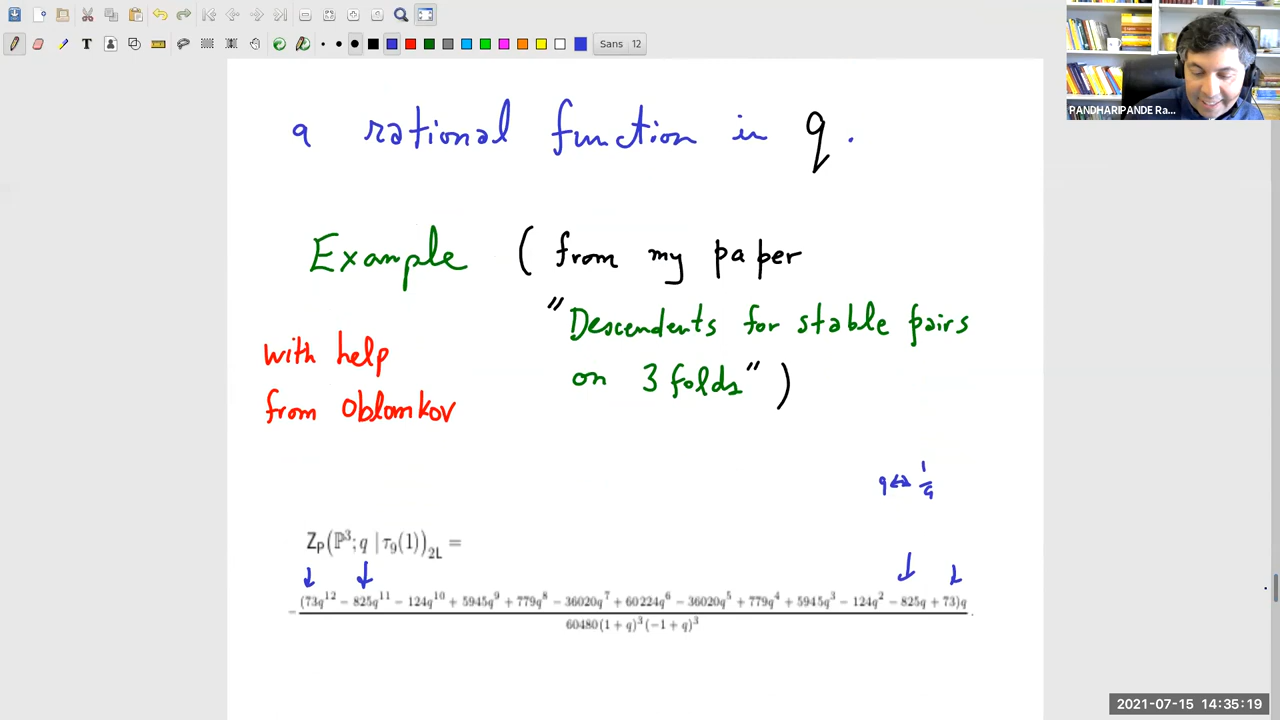 Sans 12
PANDHARIPANDE Ra...
a rational function in q.
Example ( from my paper
"Descendents for stable pairs
on 3 folds" )
with help
from Oblomkov
q ↔ 1/q
Z_P(ℙ^3; q | τ_9(1))_{2L} =
-\frac{(73q^{12} − 825q^{11} − 124q^{10} + 5945q^9 + 779q^8 − 36020q^7 + 60224q^6 − 36020q^5 + 779q^4 + 5945q^3 − 124q^2 − 825q + 73)q}{60480(1 + q)^3(−1 + q)^3}.
2021-07-15 14:35:19